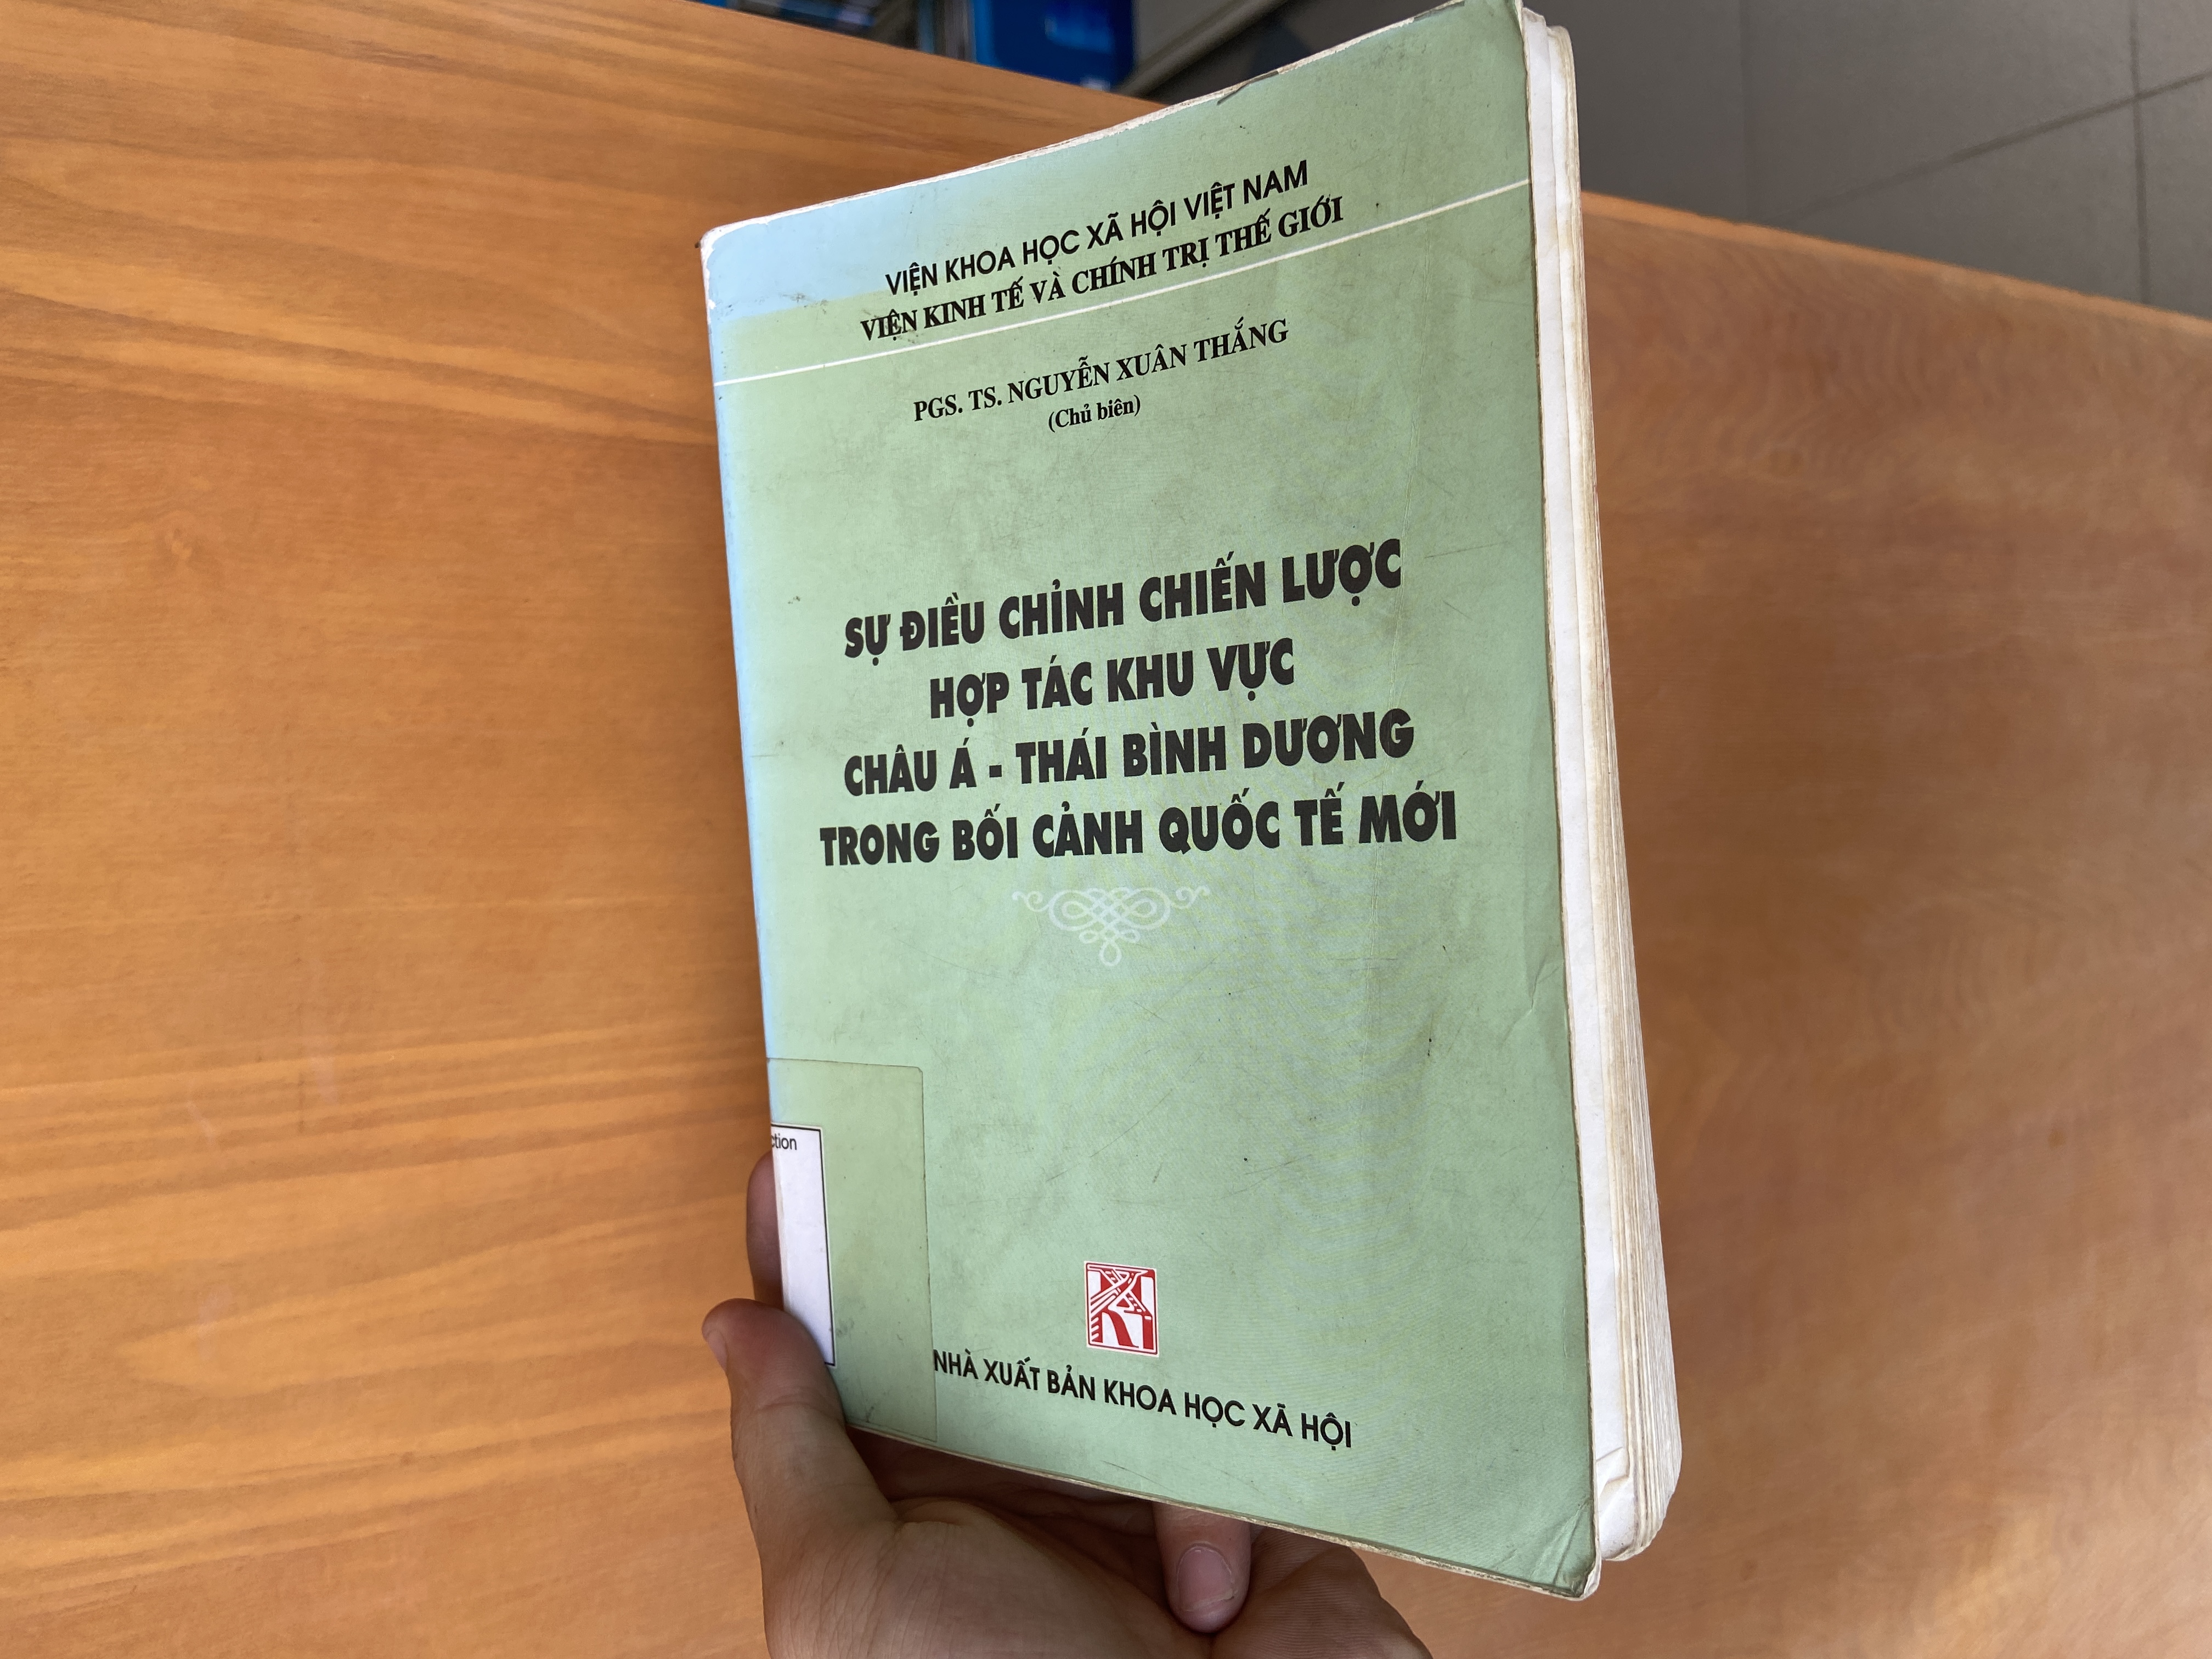 VIỆN KHOA HỌC XÃ HỘI VIỆT NAM
VIỆN KINH TẾ VÀ CHÍNH TRỊ THẾ GIỚI
PGS. TS. NGUYỄN XUÂN THẮNG
(Chủ biên)
SỰ ĐIỀU CHỈNH CHIẾN LƯỢC
HỢP TÁC KHU VỰC
CHÂU Á - THÁI BÌNH DƯƠNG
TRONG BỐI CẢNH QUỐC TẾ MỚI
ction
NHÀ XUẤT BẢN KHOA HỌC XÃ HỘI